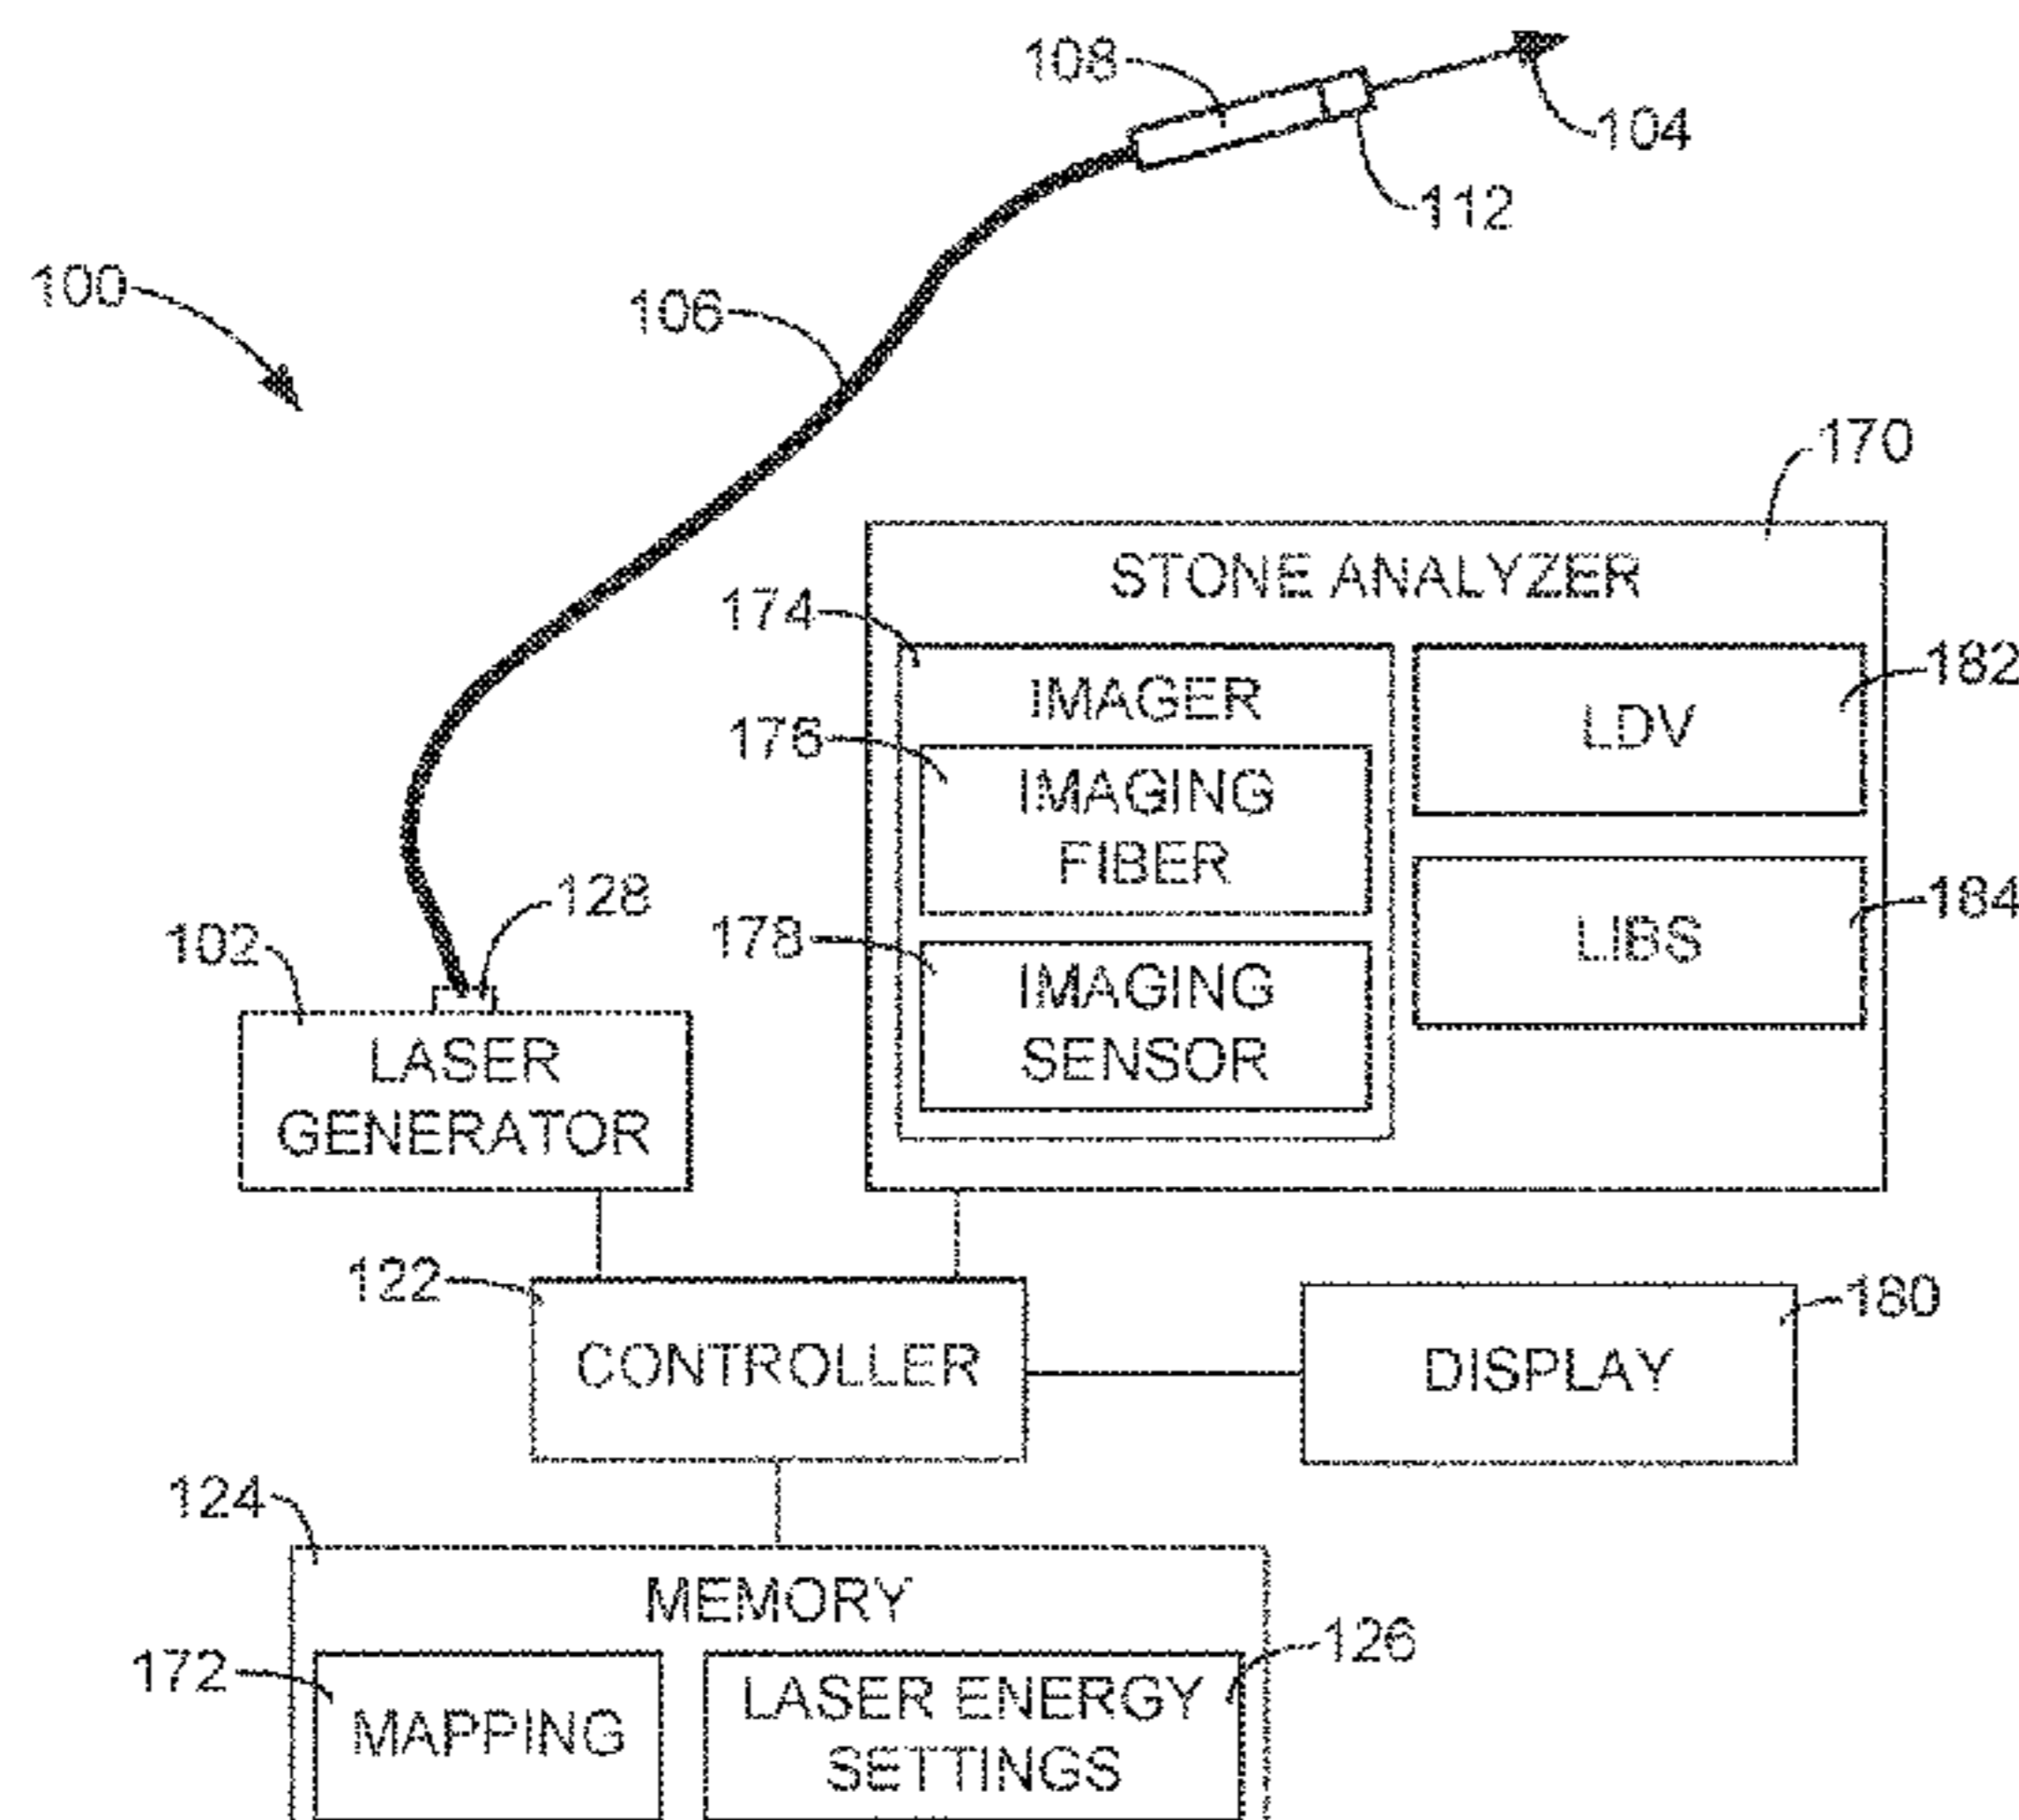 108
104
112
100
106
170
STONE ANALYZER
174
182
IMAGER
LDV
176
IMAGING
FIBER
128
184
102
178
LIBS
IMAGING
SENSOR
LASER
GENERATOR
122
180
CONTROLLER
DISPLAY
124
MEMORY
126
172
LASER ENERGY
SETTINGS
MAPPING